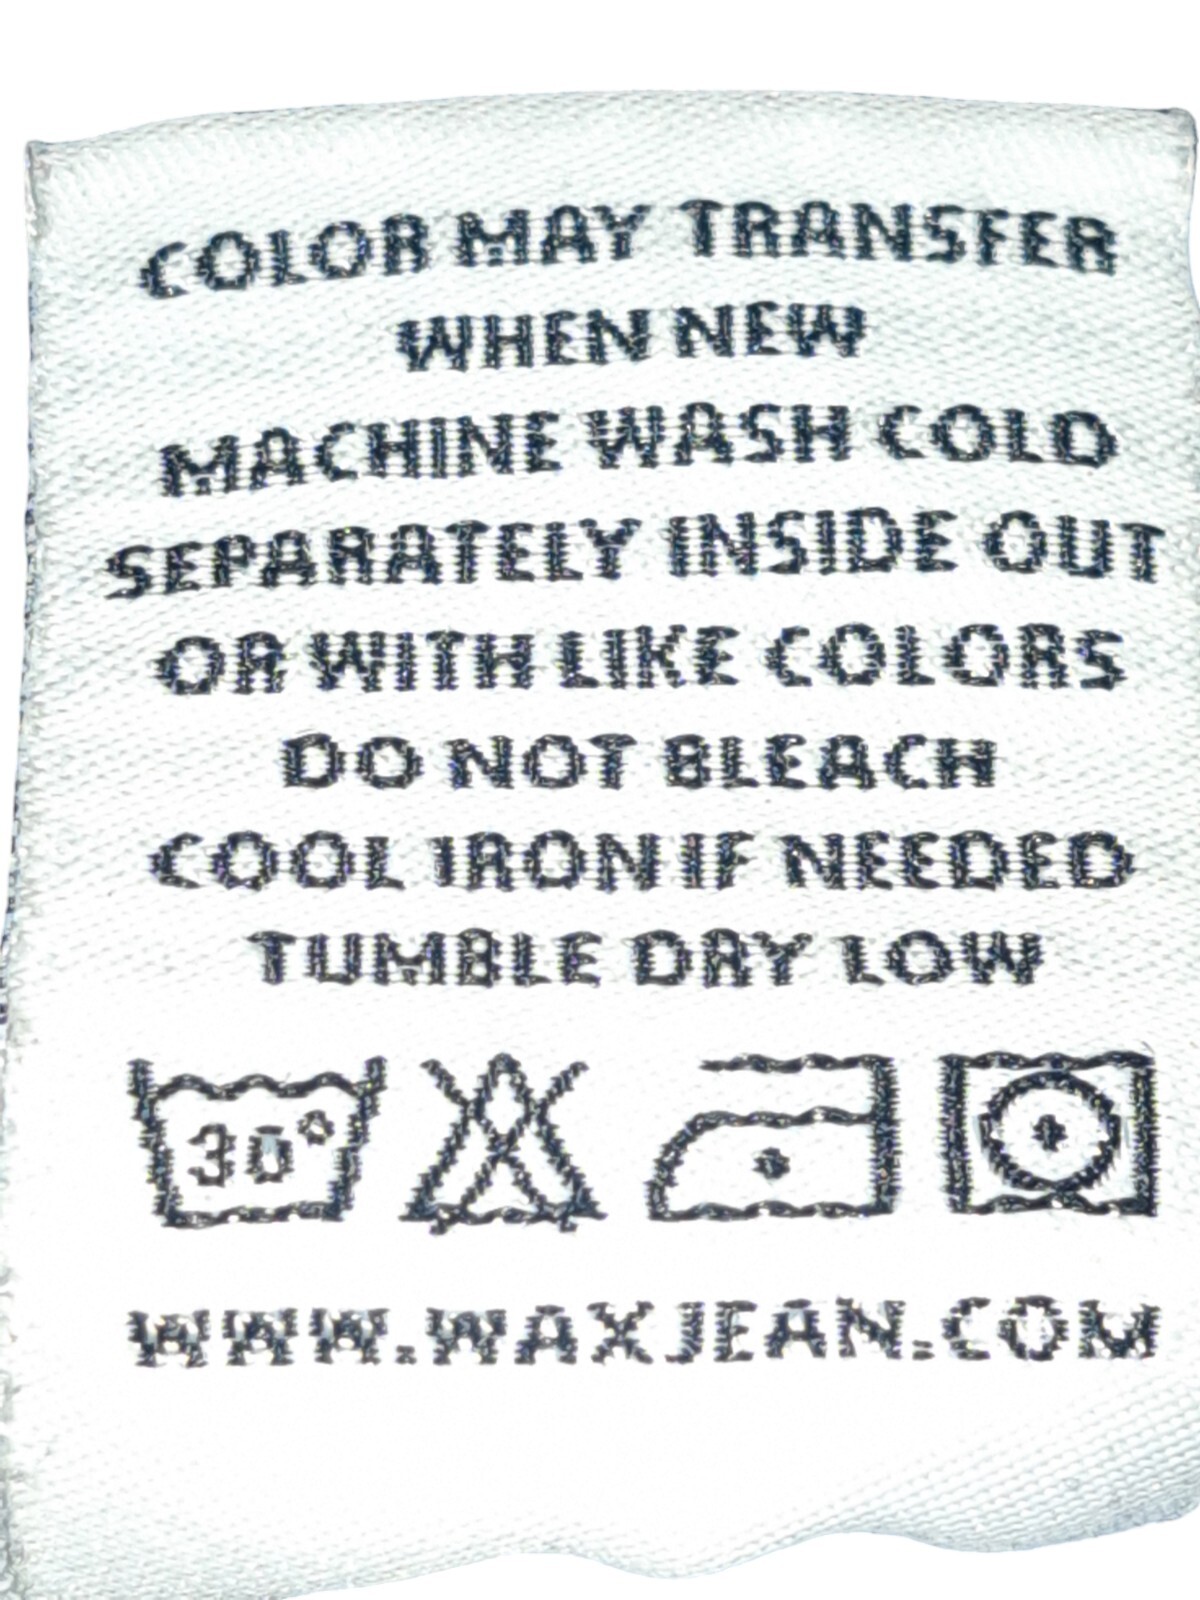 COLOR MAY TRANSFER
WHEN NEW
MACHINE WASH COLD
SEPARATELY INSIDE OUT
OR WITH LIKE COLORS
DO NOT BLEACH
COOL IRON IF NEEDED
TUMBLE DRY LOW
30°
WWW.WAXJEAN.COM